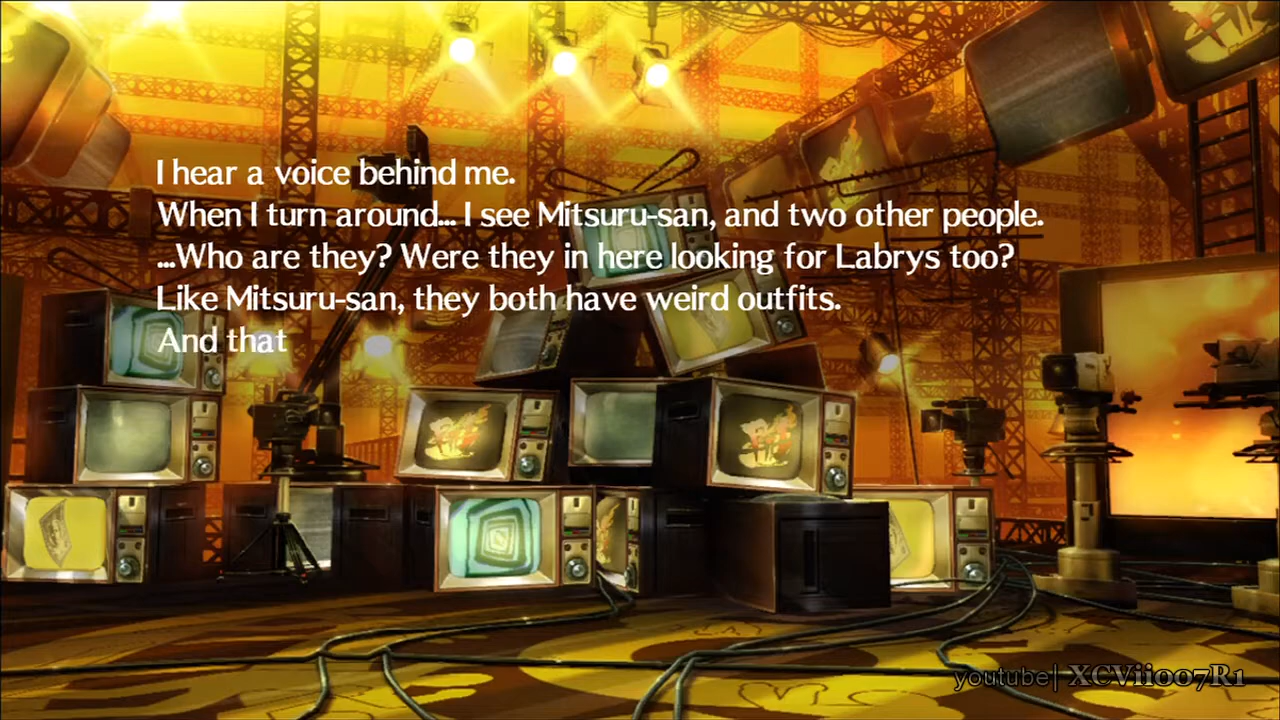 I hear a voice behind me.
When I turn around... I see Mitsuru-san, and two other people.
...Who are they? Were they in here looking for Labrys too?
Like Mitsuru-san, they both have weird outfits.
And that
youtube| XCViii007R1